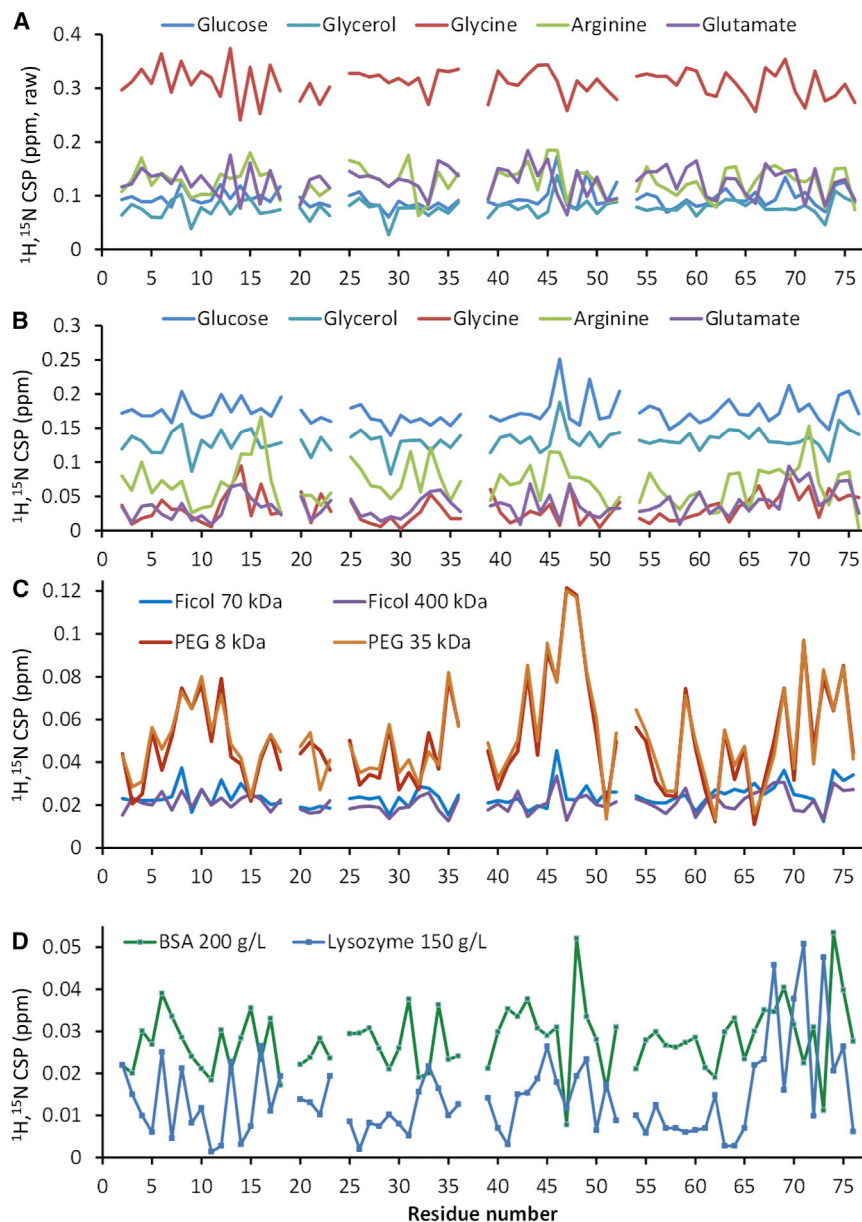 A
Glucose Glycerol Glycine Arginine Glutamate
¹H,¹⁵N CSP (ppm, raw)
0.4
0.3
0.2
0.1
0
0 5 10 15 20 25 30 35 40 45 50 55 60 65 70 75
B
Glucose Glycerol Glycine Arginine Glutamate
¹H,¹⁵N CSP (ppm)
0.3
0.25
0.2
0.15
0.1
0.05
0
0 5 10 15 20 25 30 35 40 45 50 55 60 65 70 75
C
Ficol 70 kDa Ficol 400 kDa
PEG 8 kDa PEG 35 kDa
¹H,¹⁵N CSP (ppm)
0.12
0.1
0.08
0.06
0.04
0.02
0
0 5 10 15 20 25 30 35 40 45 50 55 60 65 70 75
D
BSA 200 g/L Lysozyme 150 g/L
¹H,¹⁵N CSP (ppm)
0.05
0.04
0.03
0.02
0.01
0
0 5 10 15 20 25 30 35 40 45 50 55 60 65 70 75
Residue number